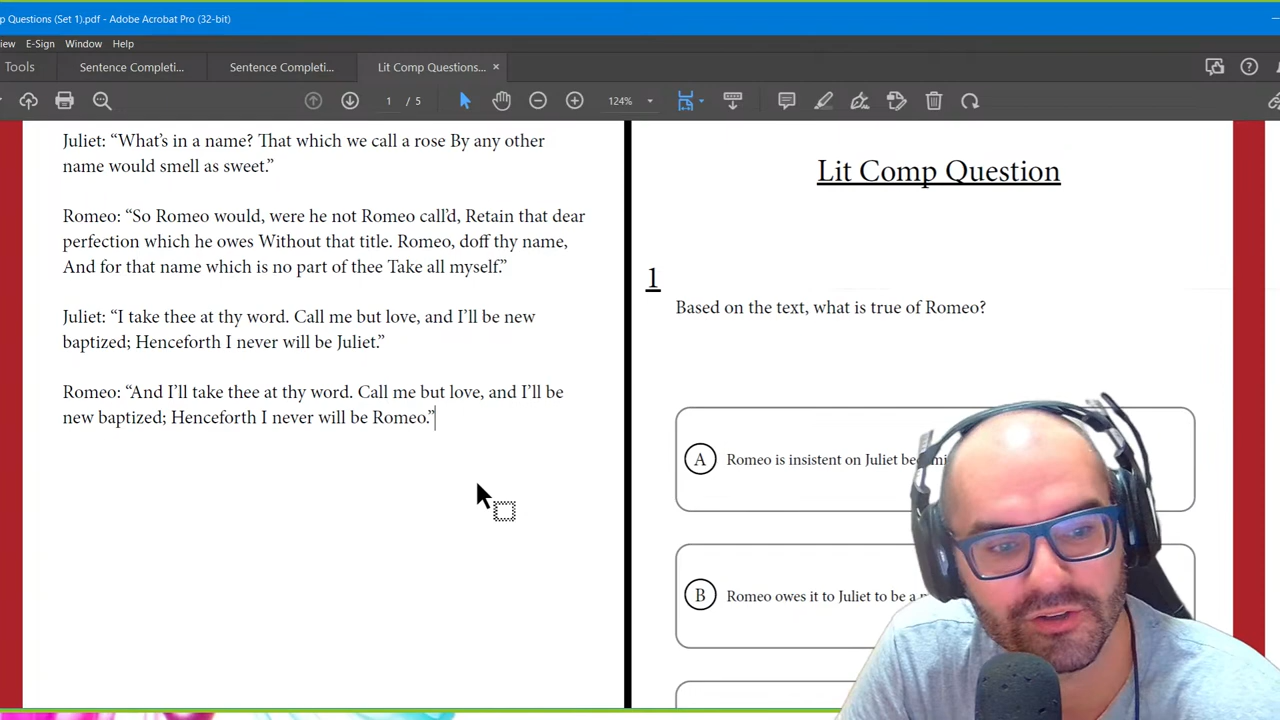 p Questions (Set 1).pdf - Adobe Acrobat Pro (32-bit)
iew E-Sign Window Help
Tools Sentence Completi... Sentence Completi... Lit Comp Questions... ×
1 / 5 124%
Juliet: “What’s in a name? That which we call a rose By any other
name would smell as sweet.”
Romeo: “So Romeo would, were he not Romeo call’d, Retain that dear
perfection which he owes Without that title. Romeo, doff thy name,
And for that name which is no part of thee Take all myself.”
Juliet: “I take thee at thy word. Call me but love, and I’ll be new
baptized; Henceforth I never will be Juliet.”
Romeo: “And I’ll take thee at thy word. Call me but love, and I’ll be
new baptized; Henceforth I never will be Romeo.”
Lit Comp Question
1
Based on the text, what is true of Romeo?
A Romeo is insistent on Juliet
B Romeo owes it to Juliet to be a